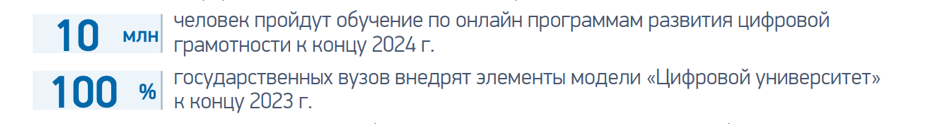 10 млн
человек пройдут обучение по онлайн программам развития цифровой
грамотности к концу 2024 г.
100 %
государственных вузов внедрят элементы модели «Цифровой университет»
к концу 2023 г.